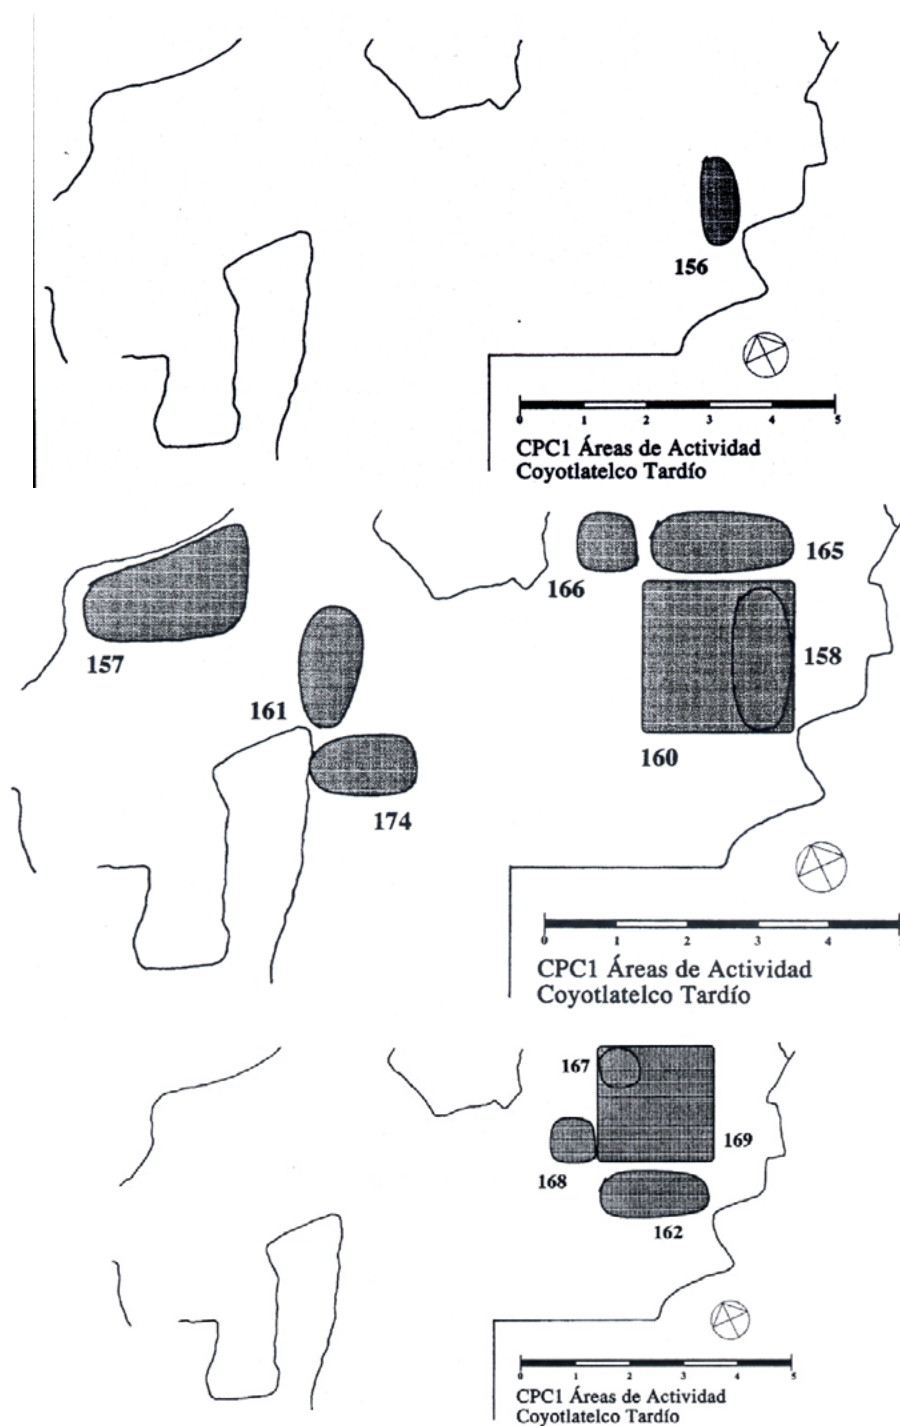 156
0 1 2 3 4 5
CPC1 Áreas de Actividad
Coyotlatelco Tardío
165
166
157
158
161
160
174
0 1 2 3 4
CPC1 Áreas de Actividad
Coyotlatelco Tardío
167
169
168
162
0 1 2 3 4 5
CPC1 Áreas de Actividad
Coyotlatelco Tardío